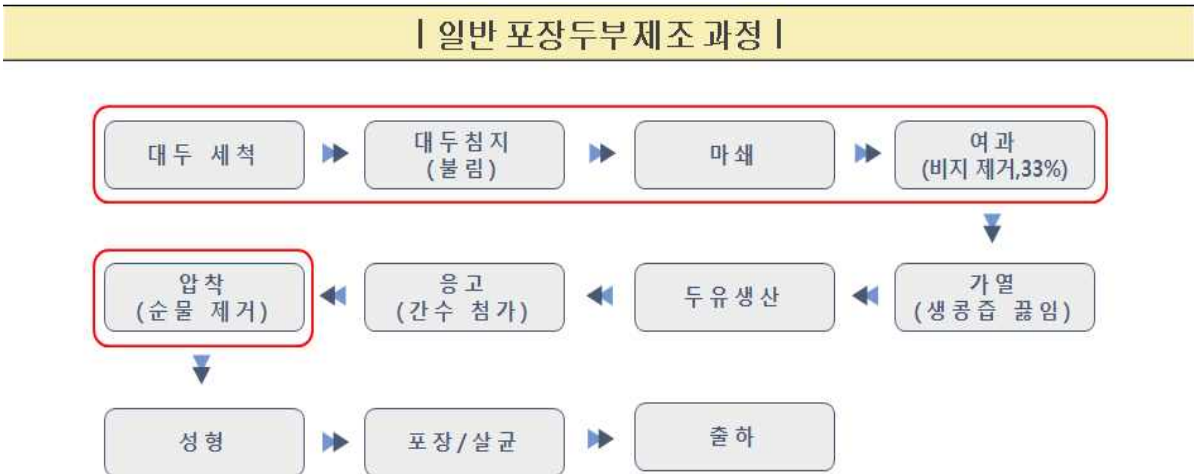 | 일반 포장두부제조 과정 |
대두 세척
대두침지
(불림)
마쇄
여과
(비지 제거,33%)
압착
(순물 제거)
응고
(간수 첨가)
두유생산
가열
(생콩즙 끓임)
성형
포장/살균
출하